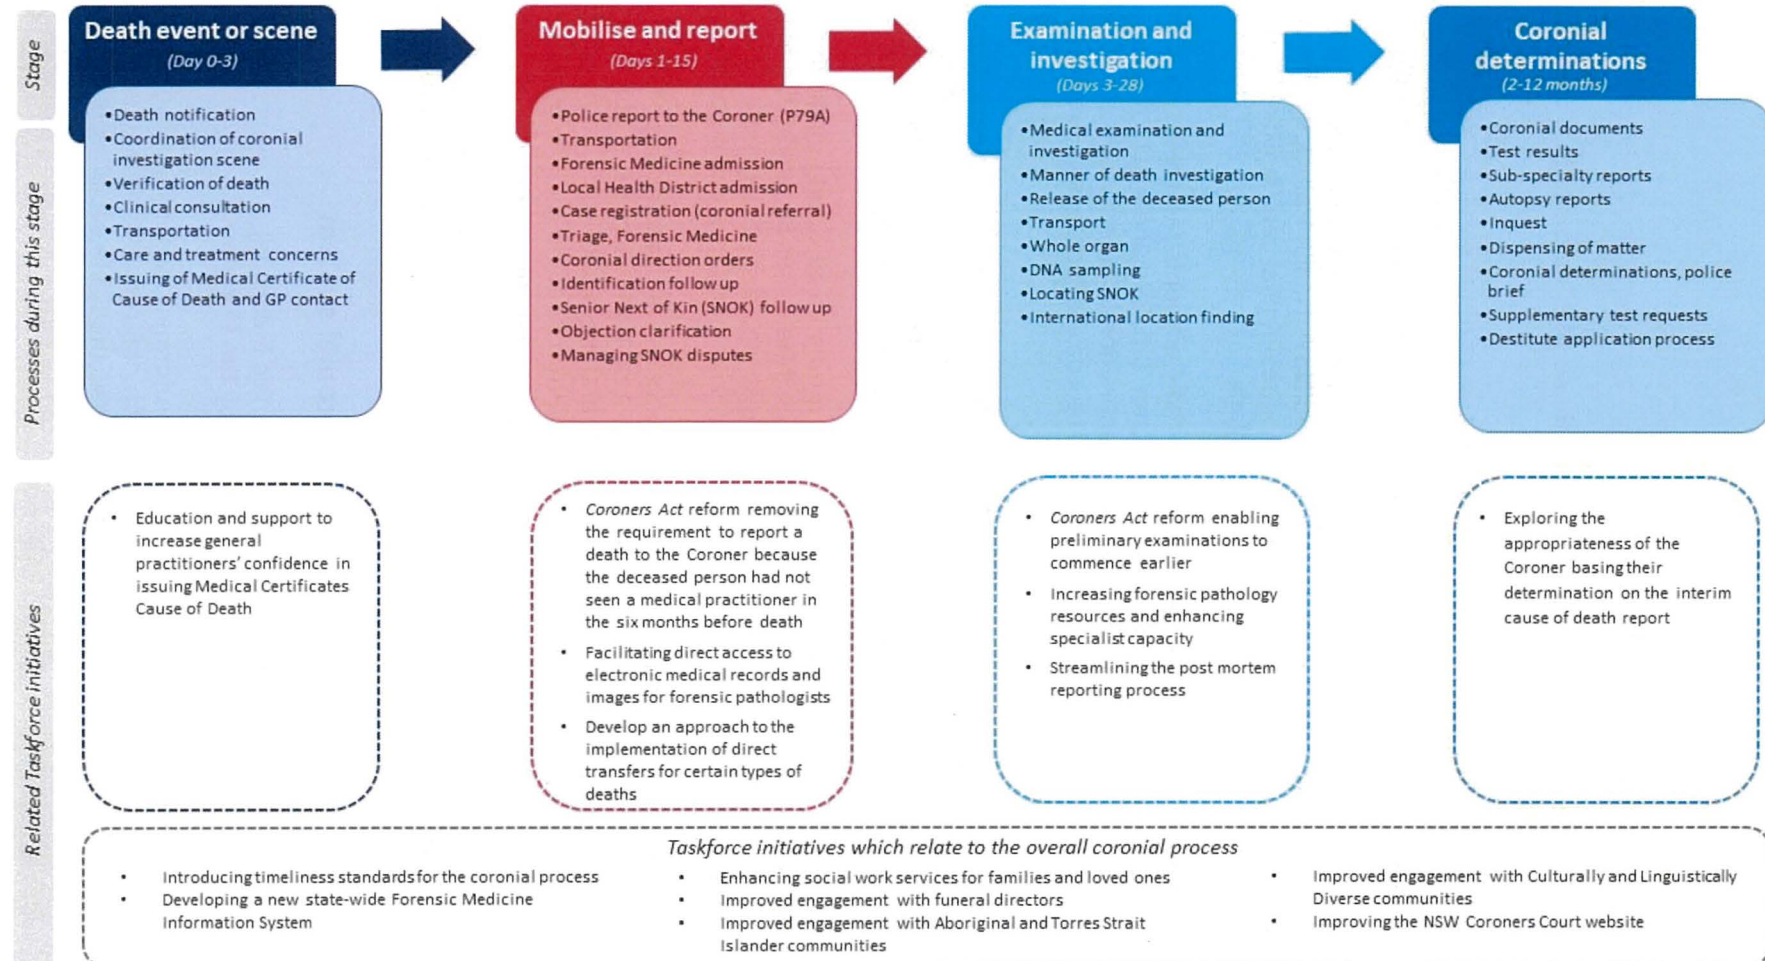 Stage
Death event or scene
(Day 0-3)
Mobilise and report
(Days 1-15)
Examination and
investigation
(Days 3-28)
Coronial
determinations
(2-12 months)
Processes during this stage
•Death notification
•Coordination of coronial
investigation scene
•Verification of death
•Clinical consultation
•Transportation
•Care and treatment concerns
•Issuing of Medical Certificate of
Cause of Death and GP contact
•Police report to the Coroner (P79A)
•Transportation
•Forensic Medicine admission
•Local Health District admission
•Case registration (coronial referral)
•Triage, Forensic Medicine
•Coronial direction orders
•Identification follow up
•Senior Next of Kin (SNOK) follow up
•Objection clarification
•Managing SNOK disputes
•Medical examination and
investigation
•Manner of death investigation
•Release of the deceased person
•Transport
•Whole organ
•DNA sampling
•Locating SNOK
•International location finding
•Coronial documents
•Test results
•Sub-specialty reports
•Autopsy reports
•Inquest
•Dispensing of matter
•Coronial determinations, police
brief
•Supplementary test requests
•Destitute application process
Related Taskforce initiatives
• Education and support to
increase general
practitioners' confidence in
issuing Medical Certificates
Cause of Death
• Coroners Act reform removing
the requirement to report a
death to the Coroner because
the deceased person had not
seen a medical practitioner in
the six months before death
• Facilitating direct access to
electronic medical records and
images for forensic pathologists
• Develop an approach to the
implementation of direct
transfers for certain types of
deaths
• Coroners Act reform enabling
preliminary examinations to
commence earlier
• Increasing forensic pathology
resources and enhancing
specialist capacity
• Streamlining the post mortem
reporting process
• Exploring the
appropriateness of the
Coroner basing their
determination on the interim
cause of death report
Taskforce initiatives which relate to the overall coronial process
• Introducing timeliness standards for the coronial process
• Developing a new state-wide Forensic Medicine
Information System
• Enhancing social work services for families and loved ones
• Improved engagement with funeral directors
• Improved engagement with Aboriginal and Torres Strait
Islander communities
• Improved engagement with Culturally and Linguistically
Diverse communities
• Improving the NSW Coroners Court website